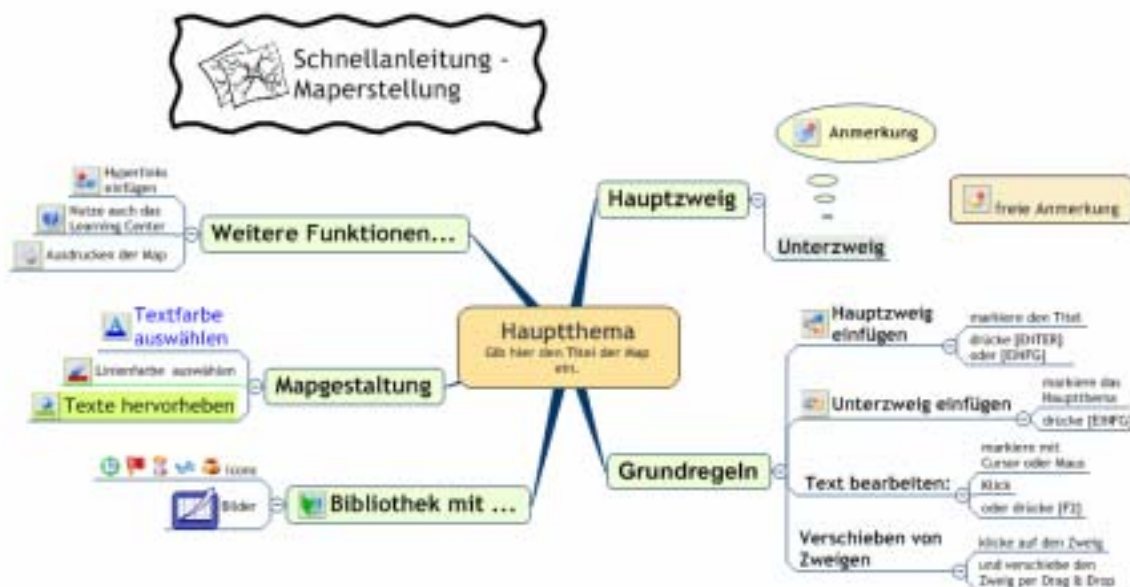 Schnellanleitung -
Maperstellung
Anmerkung
freie Anmerkung
Hauptzweig
Unterzweig
Hyperlinks
einfügen
Nutze auch das
Learning Center
Ausdrucken der Map
Weitere Funktionen...
Hauptthema
Gib hier den Titel der Map
ein.
Textfarbe
auswählen
Linienfarbe auswählen
Texte hervorheben
Mapgestaltung
Icons
Bilder
Bibliothek mit ...
Grundregeln
Hauptzweig
einfügen
markiere den Titel
drücke [ENTER]
oder [EINFG]
Unterzweig einfügen
markiere das
Hauptthema
drücke [EINFG]
Text bearbeiten:
markiere mit
Cursor oder Maus
Klick
oder drücke [F2]
Verschieben von
Zweigen
klicke auf den Zweig
und verschiebe den
Zweig per Drag & Drop